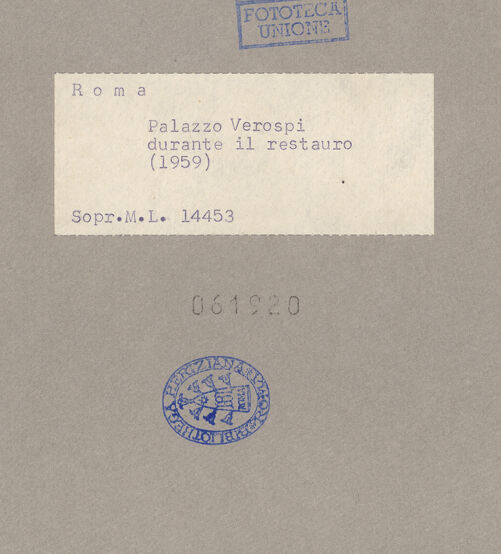 FOTOTECA
UNIONE
Roma
Palazzo Verospi
durante il restauro
(1959)
Sopr.M.L. 14453
061920